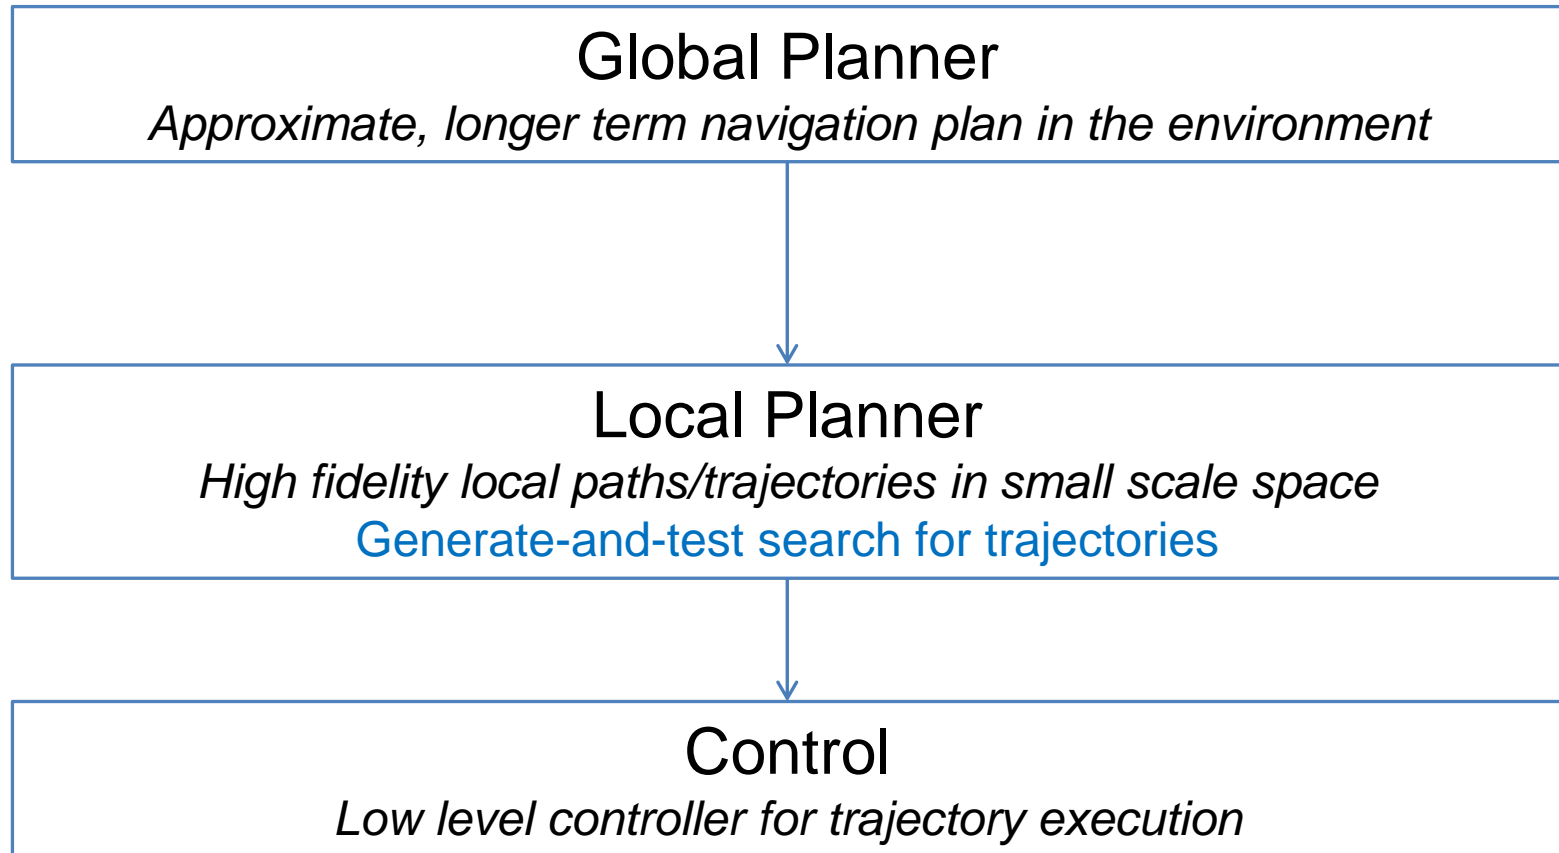 Global Planner
Approximate, longer term navigation plan in the environment
Local Planner
High fidelity local paths/trajectories in small scale space
Generate-and-test search for trajectories
Control
Low level controller for trajectory execution